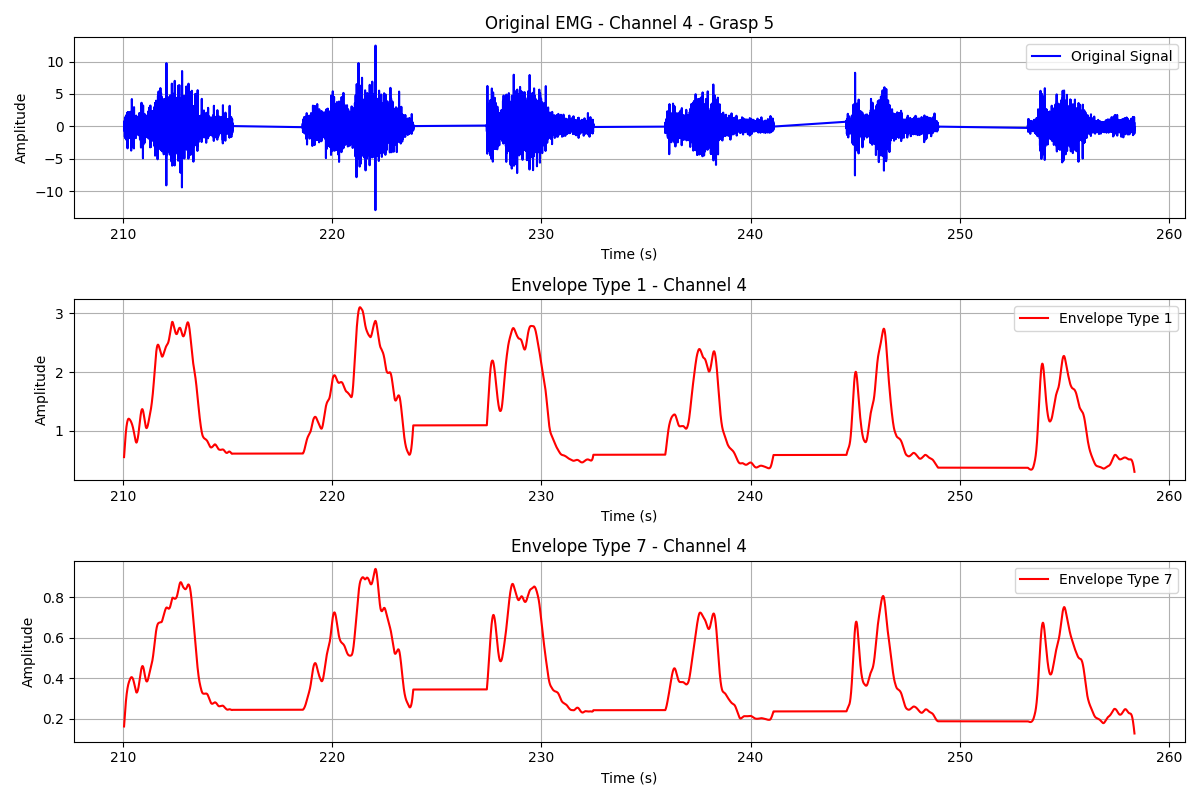 Original EMG - Channel 4 - Grasp 5
Original Signal
10
5
0
−5
−10
Amplitude
210 220 230 240 250 260
Time (s)
Envelope Type 1 - Channel 4
Envelope Type 1
3
2
1
Amplitude
210 220 230 240 250 260
Time (s)
Envelope Type 7 - Channel 4
Envelope Type 7
0.8
0.6
0.4
0.2
Amplitude
210 220 230 240 250 260
Time (s)